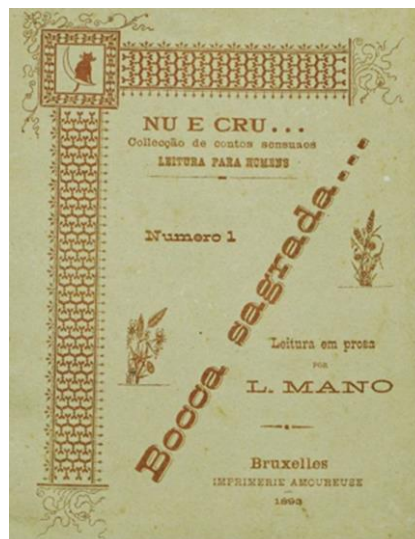 NU E CRU...
Collecção de contos sensuaes
LEITURA PARA HOMENS
Numero 1
Bocca sagrada...
Leitura em prosa
POR
L. MANO
Bruxelles
IMPRIMERIE AMOUREUSE
1893